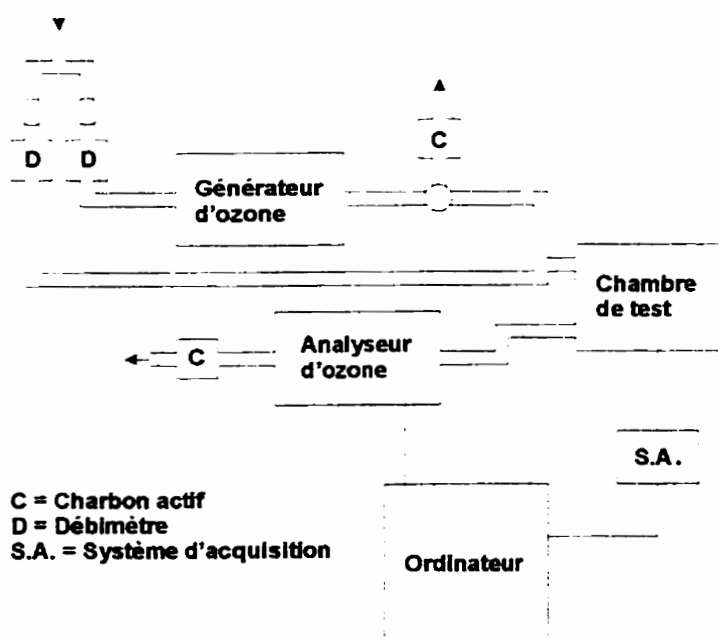 C
D D
Générateur
d'ozone
Chambre
de test
Analyseur
d'ozone
C
S.A.
C = Charbon actif
D = Débimètre
S.A. = Système d'acquisition
Ordinateur